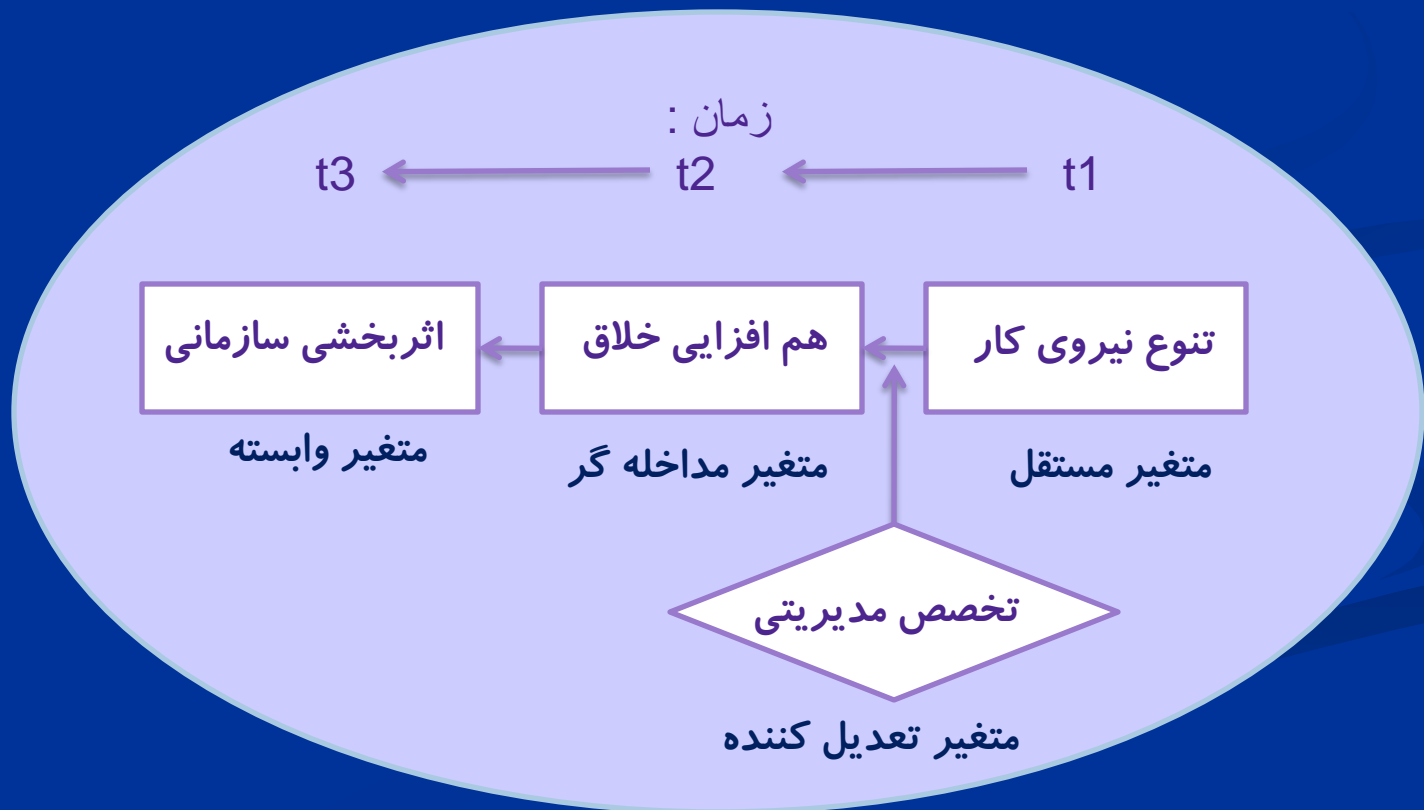 زمان :
t1
t2
t3
تنوع نیروی کار
هم افزایی خلاق
اثربخشی سازمانی
متغیر مستقل
متغیر مداخله گر
متغیر وابسته
تخصص مدیریتی
متغیر تعدیل کننده